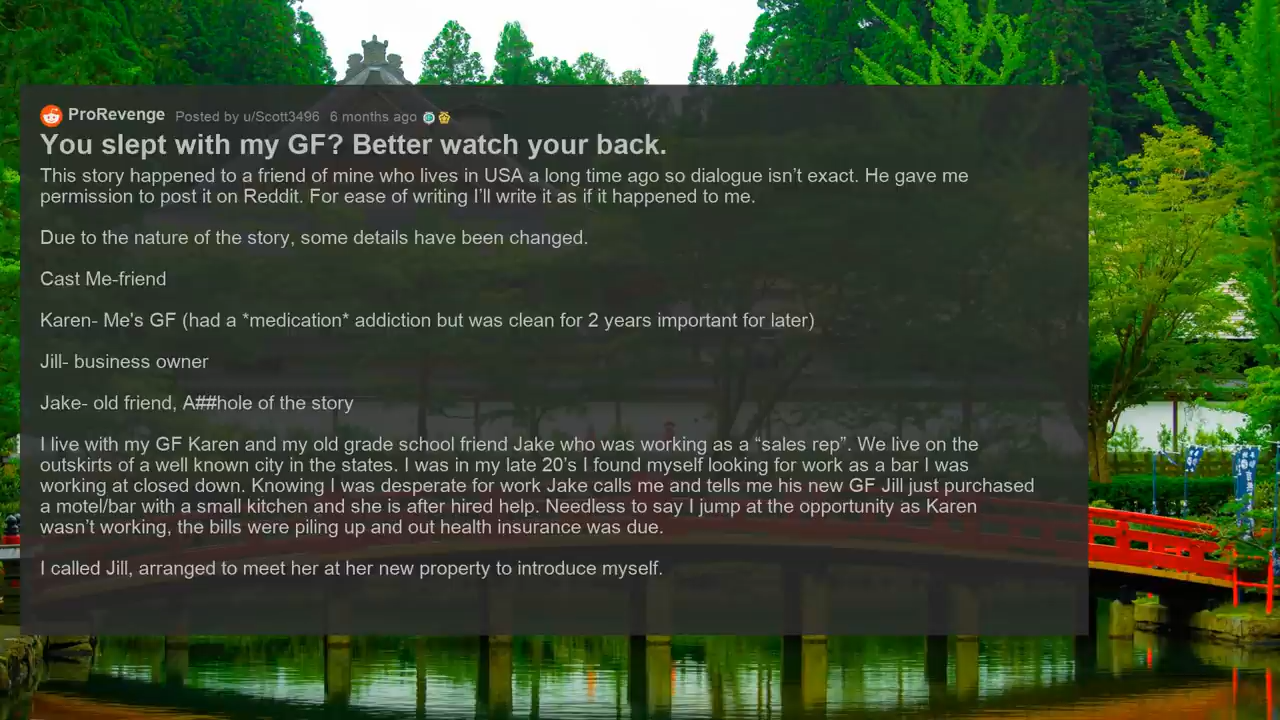 ProRevenge Posted by u/Scott3496 6 months ago
You slept with my GF? Better watch your back.
This story happened to a friend of mine who lives in USA a long time ago so dialogue isn't exact. He gave me
permission to post it on Reddit. For ease of writing I'll write it as if it happened to me.
Due to the nature of the story, some details have been changed.
Cast Me-friend
Karen- Me's GF (had a *medication* addiction but was clean for 2 years important for later)
Jill- business owner
Jake- old friend, A##hole of the story
I live with my GF Karen and my old grade school friend Jake who was working as a “sales rep”. We live on the
outskirts of a well known city in the states. I was in my late 20's I found myself looking for work as a bar I was
working at closed down. Knowing I was desperate for work Jake calls me and tells me his new GF Jill just purchased
a motel/bar with a small kitchen and she is after hired help. Needless to say I jump at the opportunity as Karen
wasn't working, the bills were piling up and out health insurance was due.
I called Jill, arranged to meet her at her new property to introduce myself.